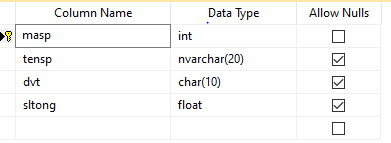 Column Name Data Type Allow Nulls
masp int
tensp nvarchar(20)
dvt char(10)
sltong float